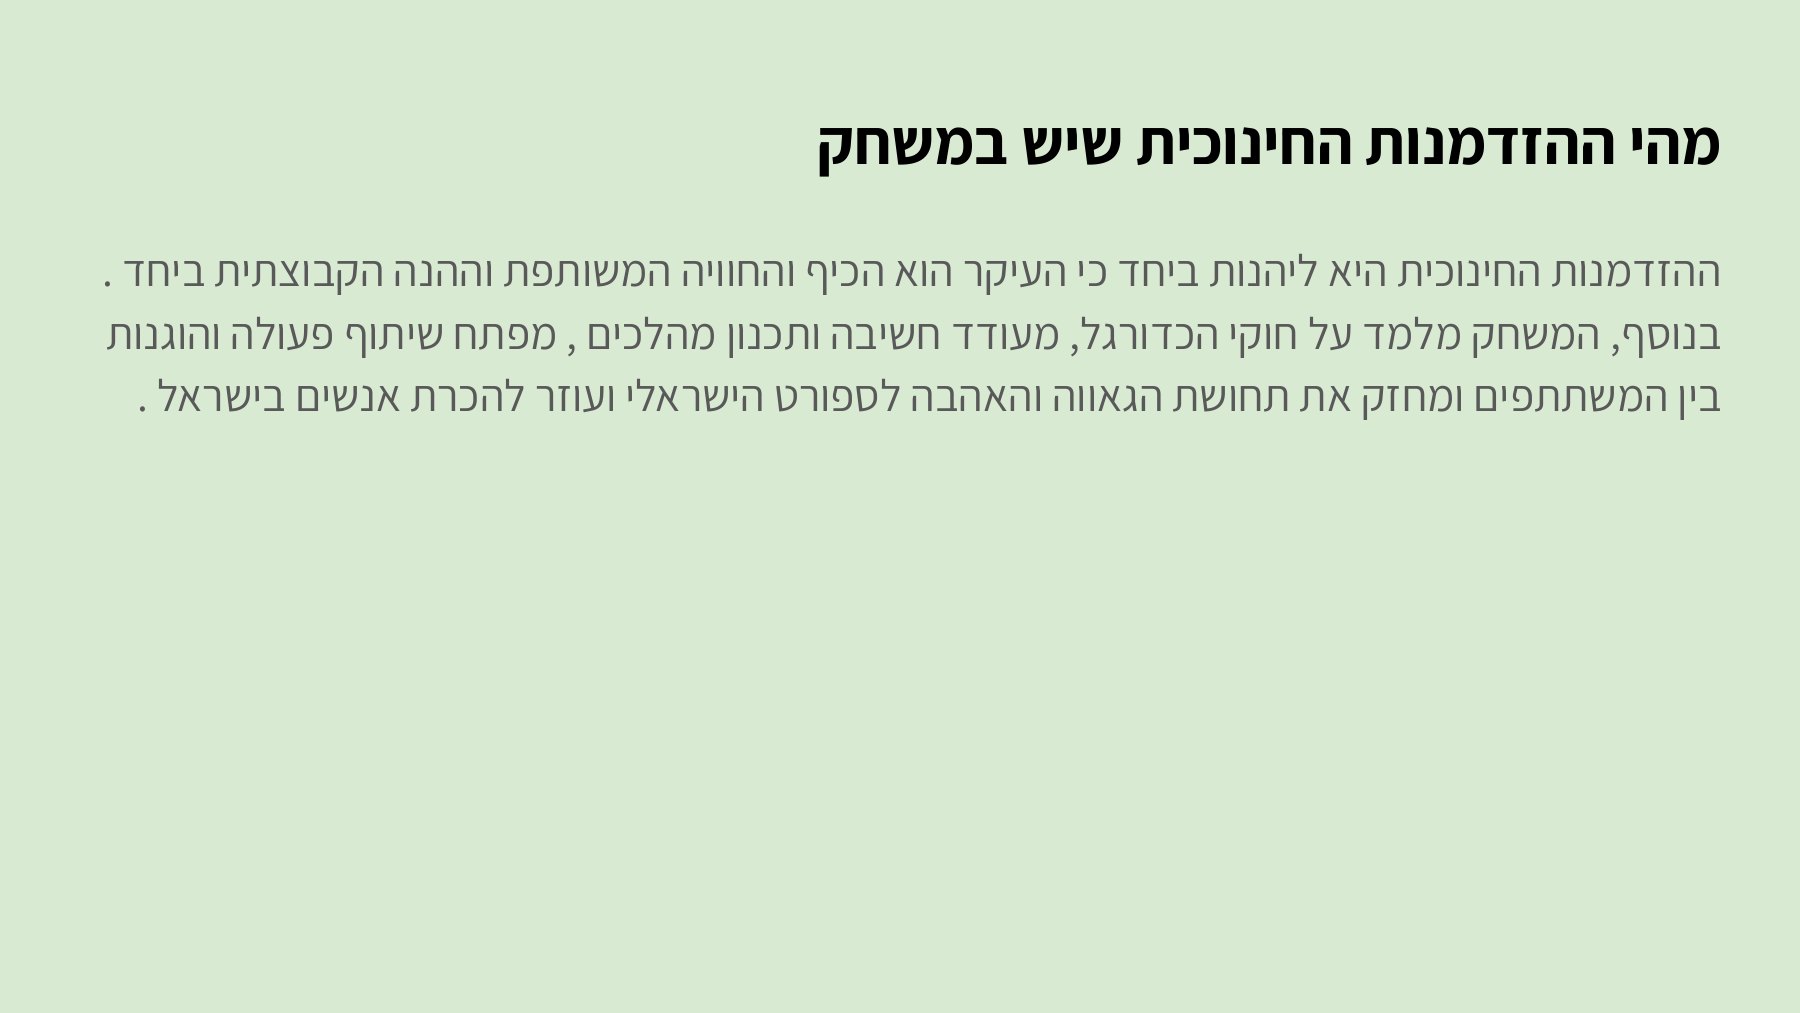 מהי ההזדמנות החינוכית שיש במשחק
ההזדמנות החינוכית היא ליהנות ביחד כי העיקר הוא הכיף והחוויה המשותפת וההנה הקבוצתית ביחד .
בנוסף, המשחק מלמד על חוקי הכדורגל, מעודד חשיבה ותכנון מהלכים , מפתח שיתוף פעולה והוגנות
בין המשתתפים ומחזק את תחושת הגאווה והאהבה לספורט הישראלי ועוזר להכרת אנשים בישראל .